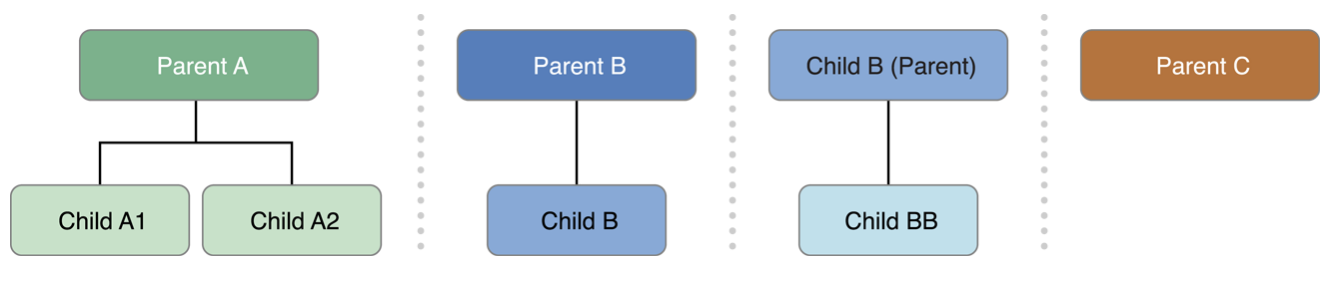 Parent A
Child A1
Child A2
Parent B
Child B
Child B (Parent)
Child BB
Parent C